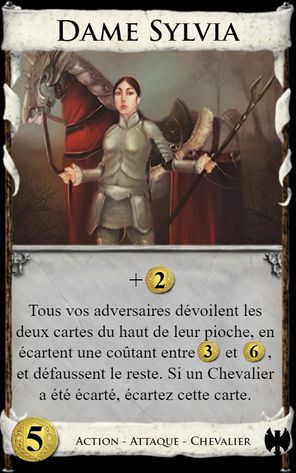 Dame Sylvia
+ 2
Tous vos adversaires dévoilent les
deux cartes du haut de leur pioche, en
écartent une coûtant entre 3 et 6,
et défaussent le reste. Si un Chevalier
a été écarté, écartez cette carte.
5 Action - Attaque - Chevalier